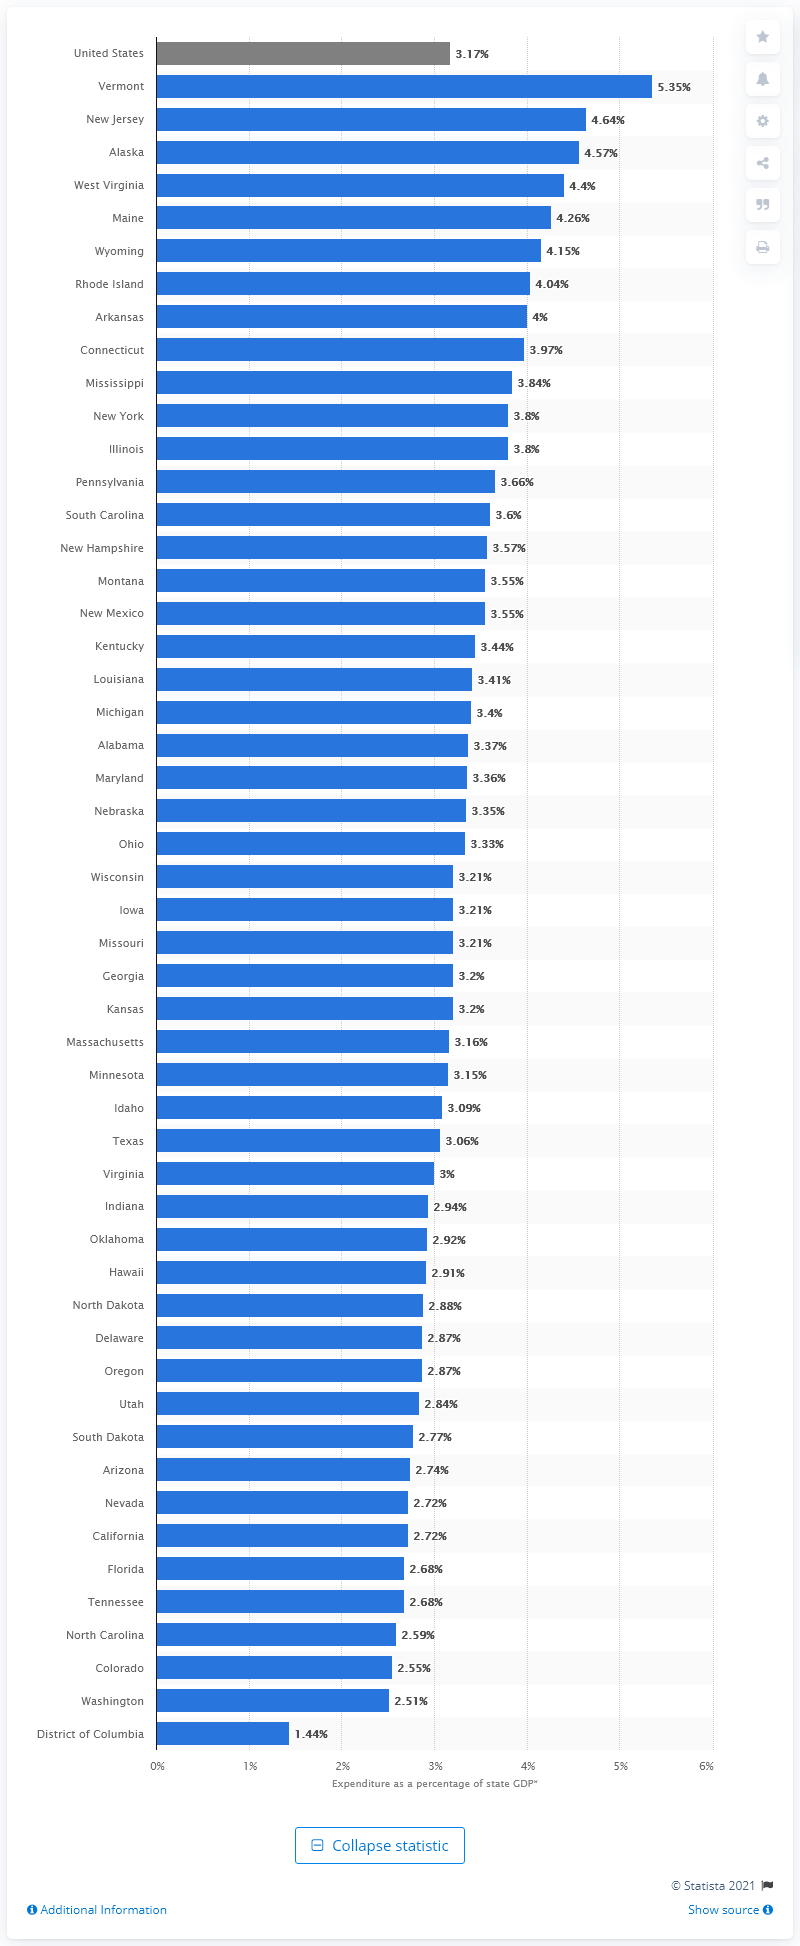 United States 3.17%
Vermont 5.35%
New Jersey 4.64%
Alaska 4.57%
West Virginia 4.4%
Maine 4.26%
Wyoming 4.15%
Rhode Island 4.04%
Arkansas 4%
Connecticut 3.97%
Mississippi 3.84%
New York 3.8%
Illinois 3.8%
Pennsylvania 3.66%
South Carolina 3.6%
New Hampshire 3.57%
Montana 3.55%
New Mexico 3.55%
Kentucky 3.44%
Louisiana 3.41%
Michigan 3.4%
Alabama 3.37%
Maryland 3.36%
Nebraska 3.35%
Ohio 3.33%
Wisconsin 3.21%
Iowa 3.21%
Missouri 3.21%
Georgia 3.2%
Kansas 3.2%
Massachusetts 3.16%
Minnesota 3.15%
Idaho 3.09%
Texas 3.06%
Virginia 3%
Indiana 2.94%
Oklahoma 2.92%
Hawaii 2.91%
North Dakota 2.88%
Delaware 2.87%
Oregon 2.87%
Utah 2.84%
South Dakota 2.77%
Arizona 2.74%
Nevada 2.72%
California 2.72%
Florida 2.68%
Tennessee 2.68%
North Carolina 2.59%
Colorado 2.55%
Washington 2.51%
District of Columbia 1.44%
0% 1% 2% 3% 4% 5% 6%
Expenditure as a percentage of state GDP*
Collapse statistic
© Statista 2021
Additional Information Show source